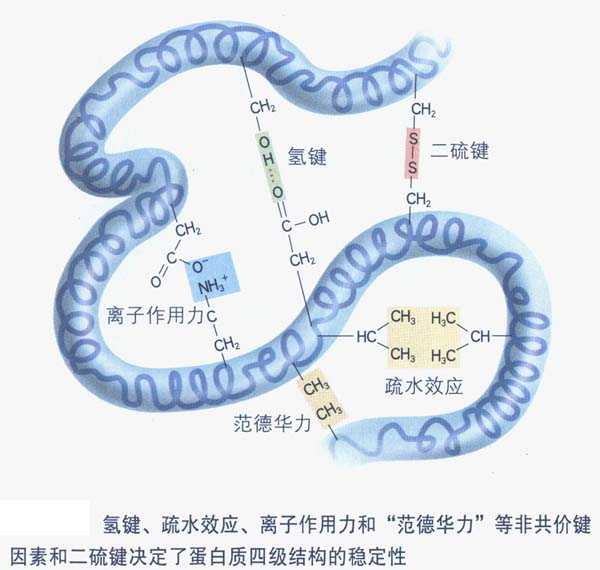 CH₂
CH₂
OH
氢键
S
S
二硫键
O
CH₂
C—OH
CH₂
CH₂
C
O⁻
O
NH₃⁺
离子作用力
C
CH₂
HC
CH₃
CH₃
H₃C
H₃C
CH
疏水效应
CH₃
CH₃
范德华力
氢键、疏水效应、离子作用力和“范德华力”等非共价键
因素和二硫键决定了蛋白质四级结构的稳定性